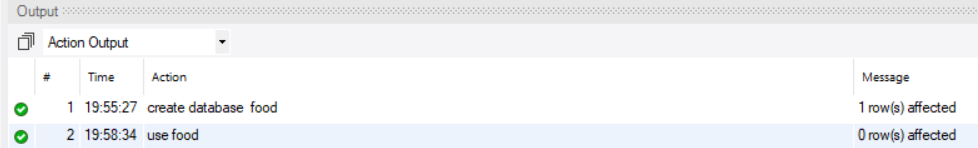 Output
Action Output
# Time Action Message
1 19:55:27 create database food 1 row(s) affected
2 19:58:34 use food 0 row(s) affected